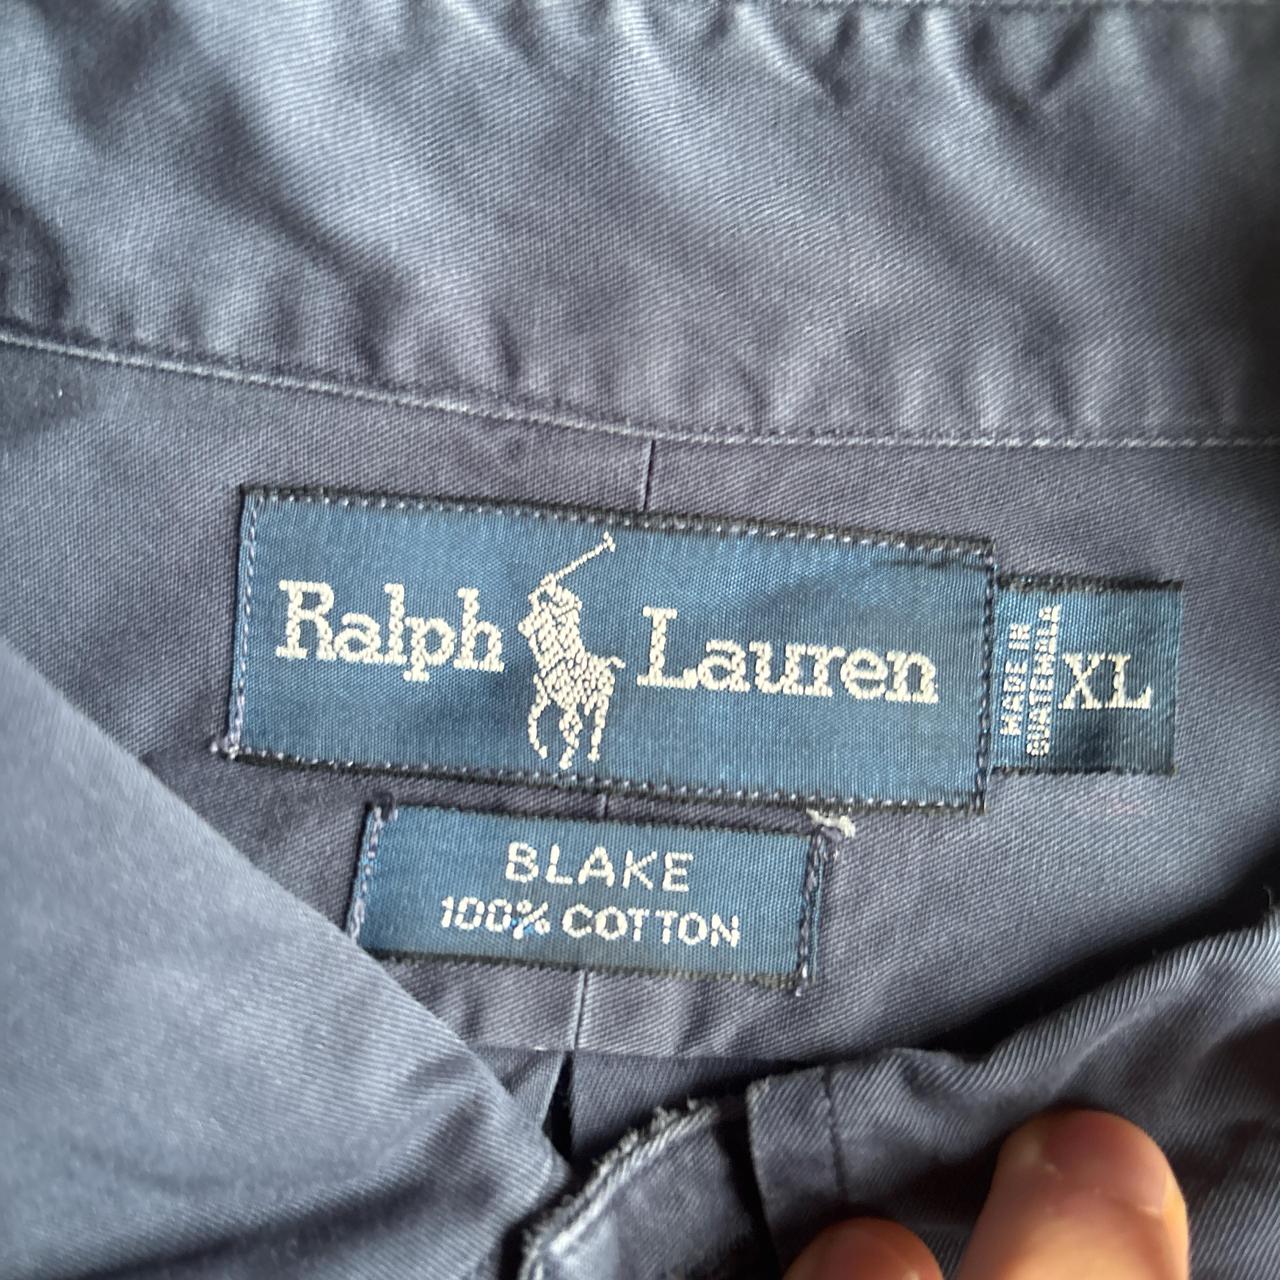 Ralph Lauren
MADE IN
GUATEMALA
XL
BLAKE
100% COTTON